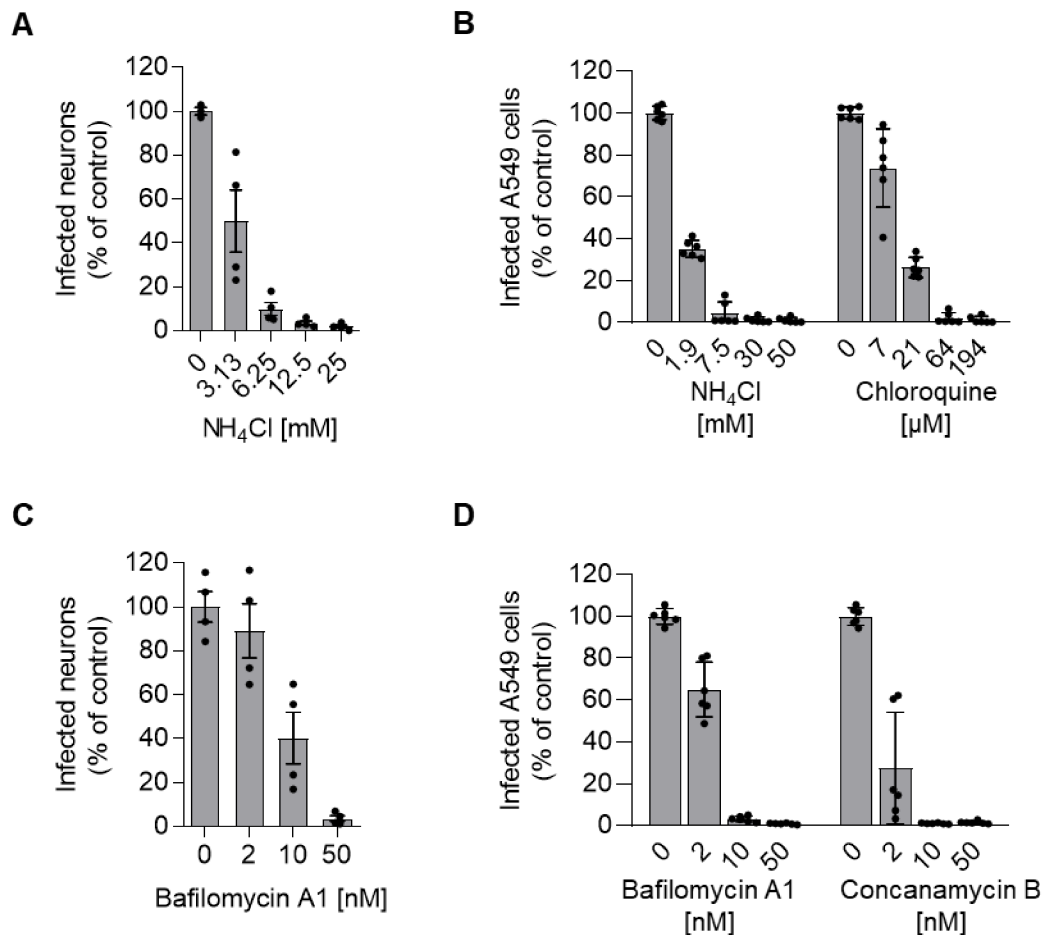 A
Infected neurons
(% of control)
120
100
80
60
40
20
0
0 3.13 6.25 12.5 25
NH₄Cl [mM]
B
Infected A549 cells
(% of control)
120
100
80
60
40
20
0
0 1.9 7.5 30 50 0 7 21 64 194
NH₄Cl Chloroquine
[mM] [µM]
C
Infected neurons
(% of control)
120
100
80
60
40
20
0
0 2 10 50
Bafilomycin A1 [nM]
D
Infected A549 cells
(% of control)
120
100
80
60
40
20
0
0 2 10 50 0 2 10 50
Bafilomycin A1 Concanamycin B
[nM] [nM]